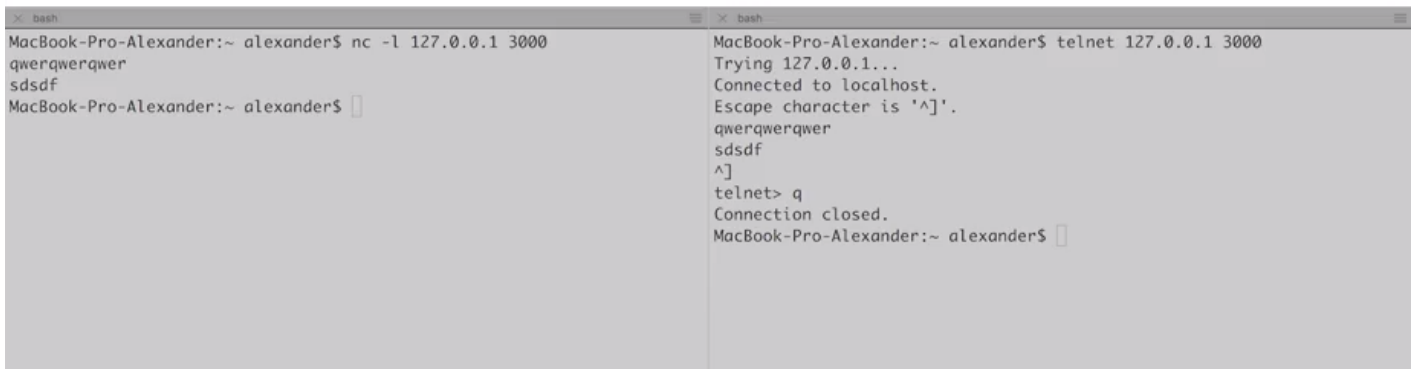 bash
MacBook-Pro-Alexander:~ alexander$ nc -l 127.0.0.1 3000
qwerqwerqwer
sdsdf
MacBook-Pro-Alexander:~ alexander$
bash
MacBook-Pro-Alexander:~ alexander$ telnet 127.0.0.1 3000
Trying 127.0.0.1...
Connected to localhost.
Escape character is '^]'.
qwerqwerqwer
sdsdf
^]
telnet> q
Connection closed.
MacBook-Pro-Alexander:~ alexander$